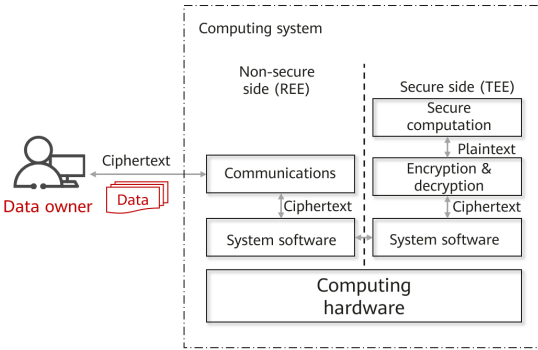 Computing system
Non-secure
side (REE)
Secure side (TEE)
Secure
computation
Plaintext
Ciphertext
Communications
Encryption &
decryption
Data owner
Data
Ciphertext
Ciphertext
System software
System software
Computing
hardware